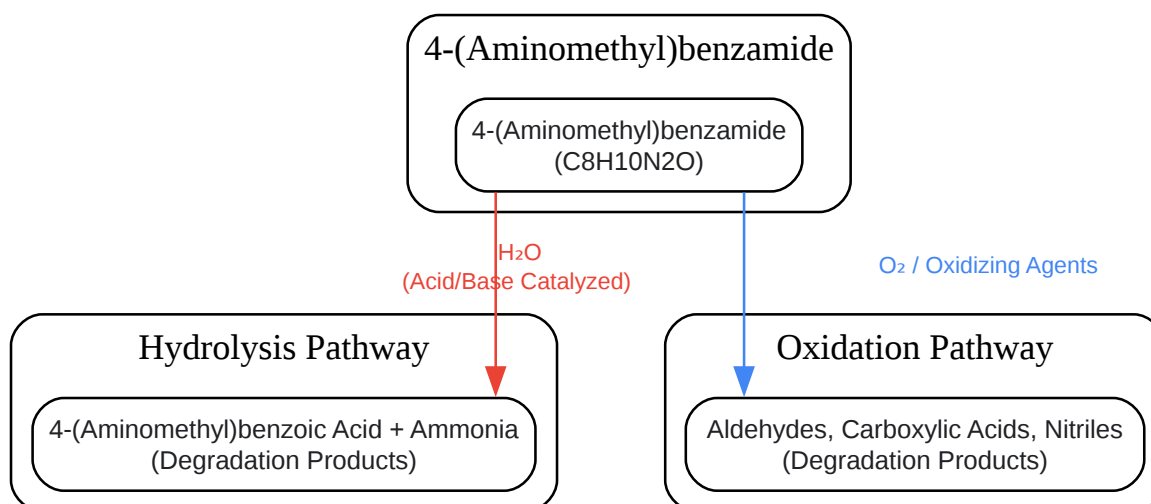 4-(Aminomethyl)benzamide
4-(Aminomethyl)benzamide
(C8H10N2O)
H₂O
(Acid/Base Catalyzed)
O₂ / Oxidizing Agents
Hydrolysis Pathway
4-(Aminomethyl)benzoic Acid + Ammonia
(Degradation Products)
Oxidation Pathway
Aldehydes, Carboxylic Acids, Nitriles
(Degradation Products)